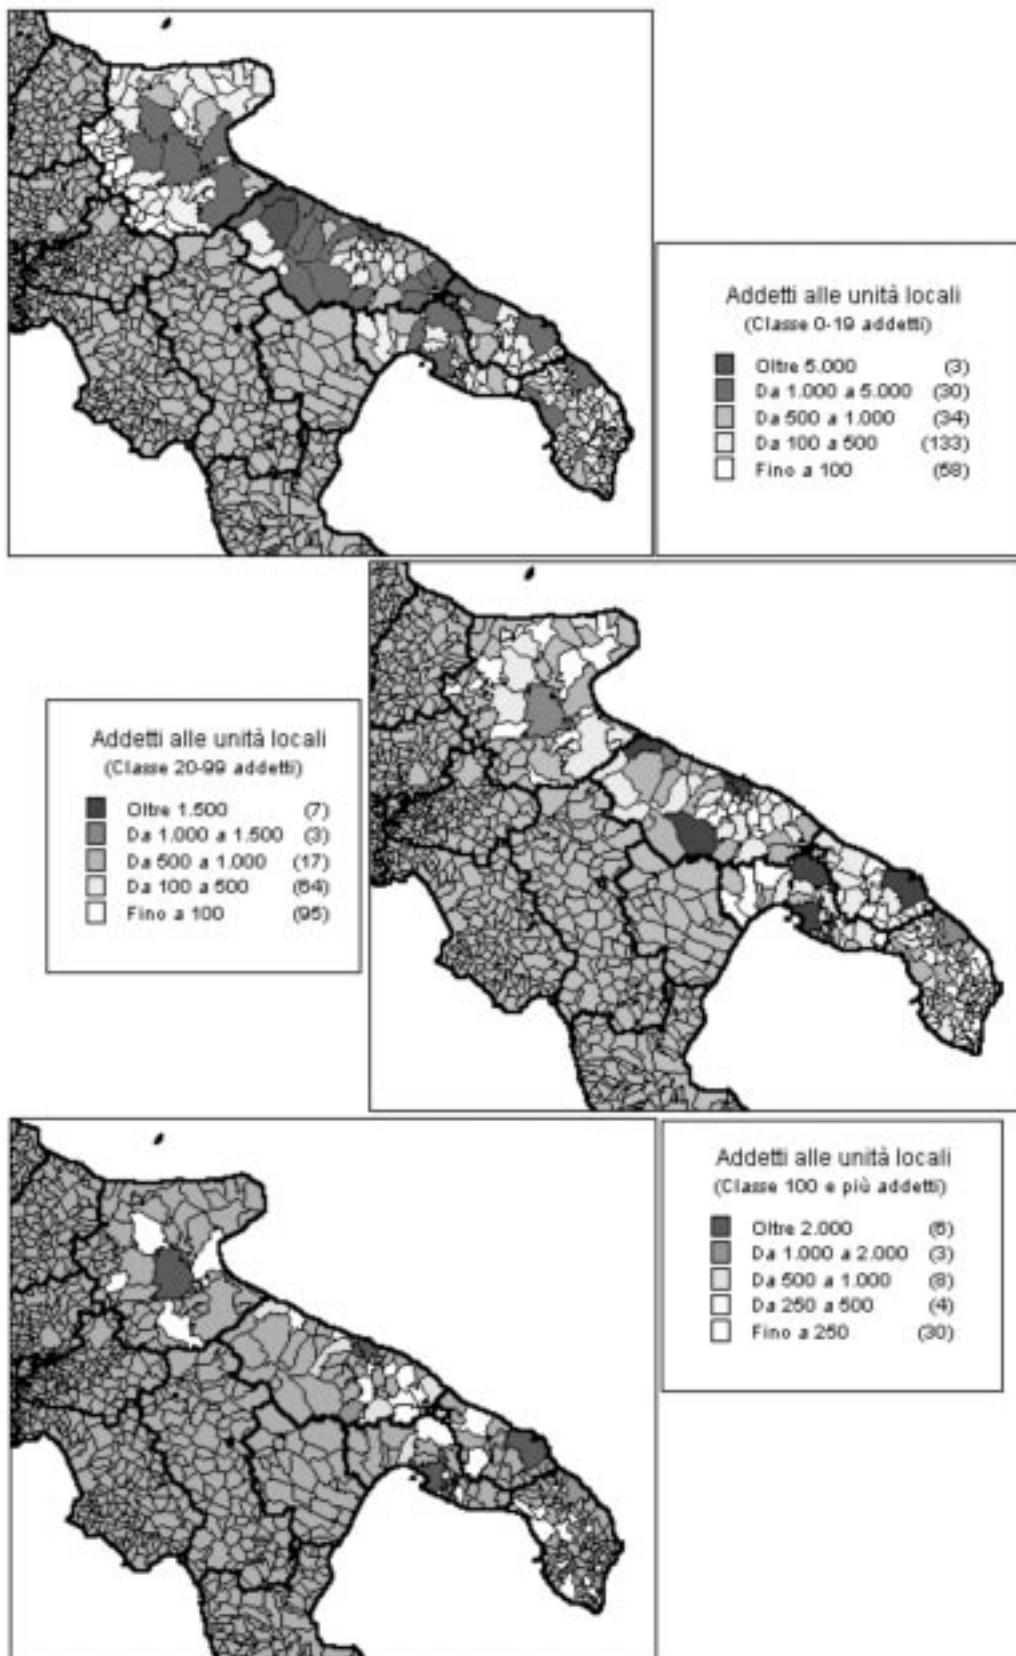 Addetti alle unità locali
(Classe 0-19 addetti)
Oltre 5.000 (3)
Da 1.000 a 5.000 (30)
Da 500 a 1.000 (34)
Da 100 a 500 (133)
Fino a 100 (58)
Addetti alle unità locali
(Classe 20-99 addetti)
Oltre 1.500 (7)
Da 1.000 a 1.500 (3)
Da 500 a 1.000 (17)
Da 100 a 500 (64)
Fino a 100 (95)
Addetti alle unità locali
(Classe 100 e più addetti)
Oltre 2.000 (6)
Da 1.000 a 2.000 (3)
Da 500 a 1.000 (8)
Da 250 a 500 (4)
Fino a 250 (30)